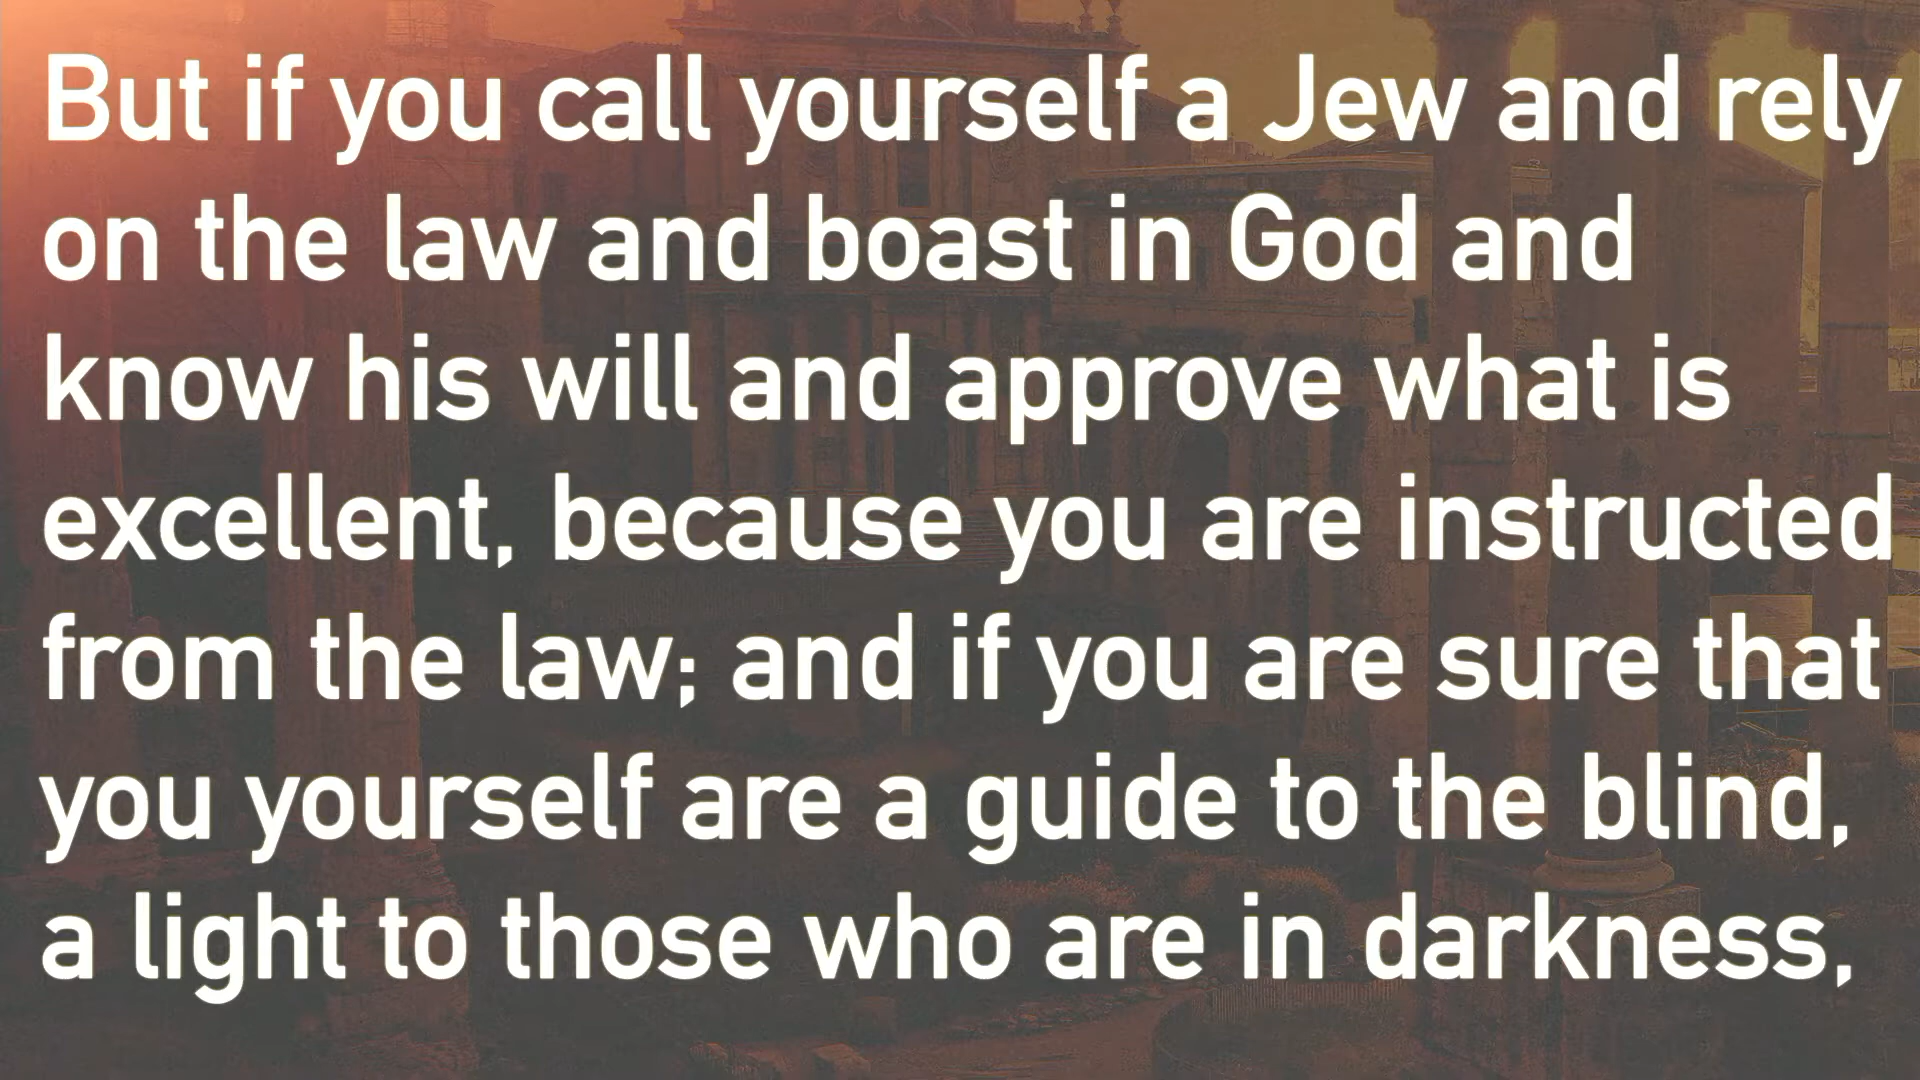 But if you call yourself a Jew and rely
on the law and boast in God and
know his will and approve what is
excellent, because you are instructed
from the law; and if you are sure that
you yourself are a guide to the blind,
a light to those who are in darkness,